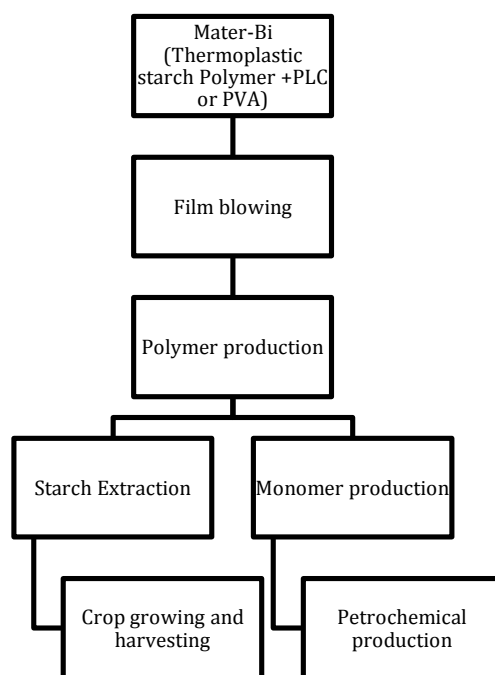 Mater-Bi
(Thermoplastic
starch Polymer +PLC
or PVA)
Film blowing
Polymer production
Starch Extraction
Monomer production
Crop growing and
harvesting
Petrochemical
production